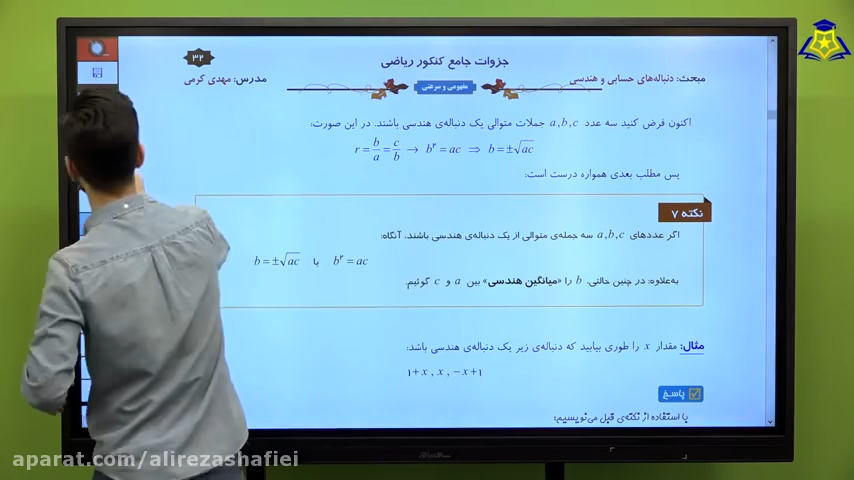 جزوات جامع کنکور ریاضی
۳۲
مبحث: دنباله‌های حسابی و هندسی
مفهومی و سرعتی
مدرس: مهدی کرمی
اکنون فرض کنید سه عدد a,b,c جملات متوالی یک دنباله‌ی هندسی باشند. در این صورت:
r = b/a = c/b → b² = ac ⇒ b = ±√ac
پس مطلب بعدی همواره درست است:
نکته ۷
اگر عددهای a,b,c سه جمله‌ی متوالی از یک دنباله‌ی هندسی باشند. آنگاه:
b² = ac یا b = ±√ac
به‌علاوه: در چنین حالتی، b را «میانگین هندسی» بین a و c گوئیم.
مثال: مقدار x را طوری بیابید که دنباله‌ی زیر یک دنباله‌ی هندسی باشد:
۱+x , x , −x+۱
پاسخ
با استفاده از نکته‌ی قبل می‌نویسیم:
aparat.com/alirezashafiei